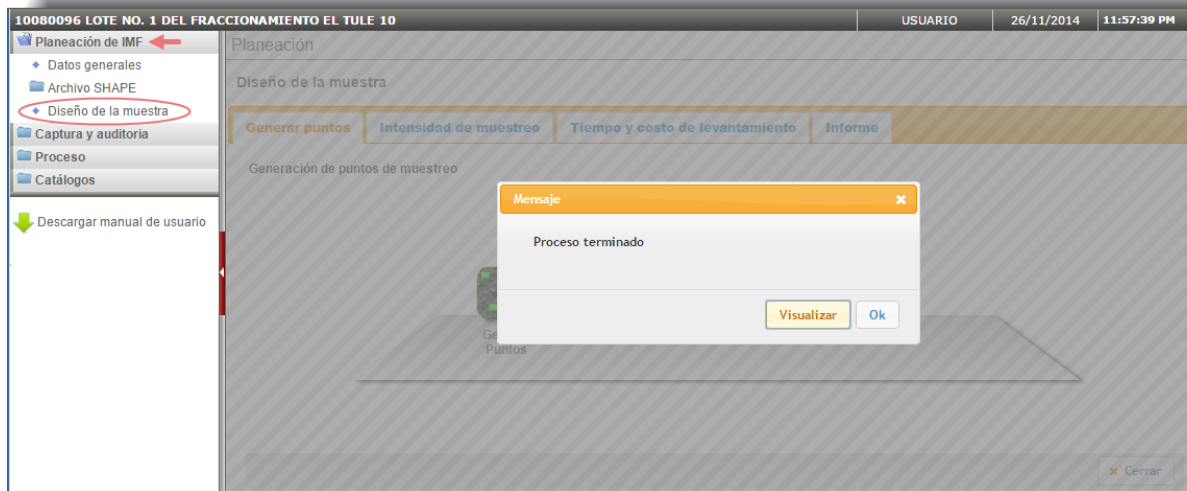 10080096 LOTE NO. 1 DEL FRACCIONAMIENTO EL TULE 10 USUARIO 26/11/2014 11:57:39 PM
Planeación de IMF
Datos generales
Archivo SHAPE
Diseño de la muestra
Captura y auditoria
Proceso
Catálogos
Descargar manual de usuario
Planeación
Diseño de la muestra
Generar puntos Intensidad de muestreo Tiempo y costo de levantamiento Informe
Generación de puntos de muestreo
Mensaje
Proceso terminado
Visualizar Ok
Puntos
Cerrar